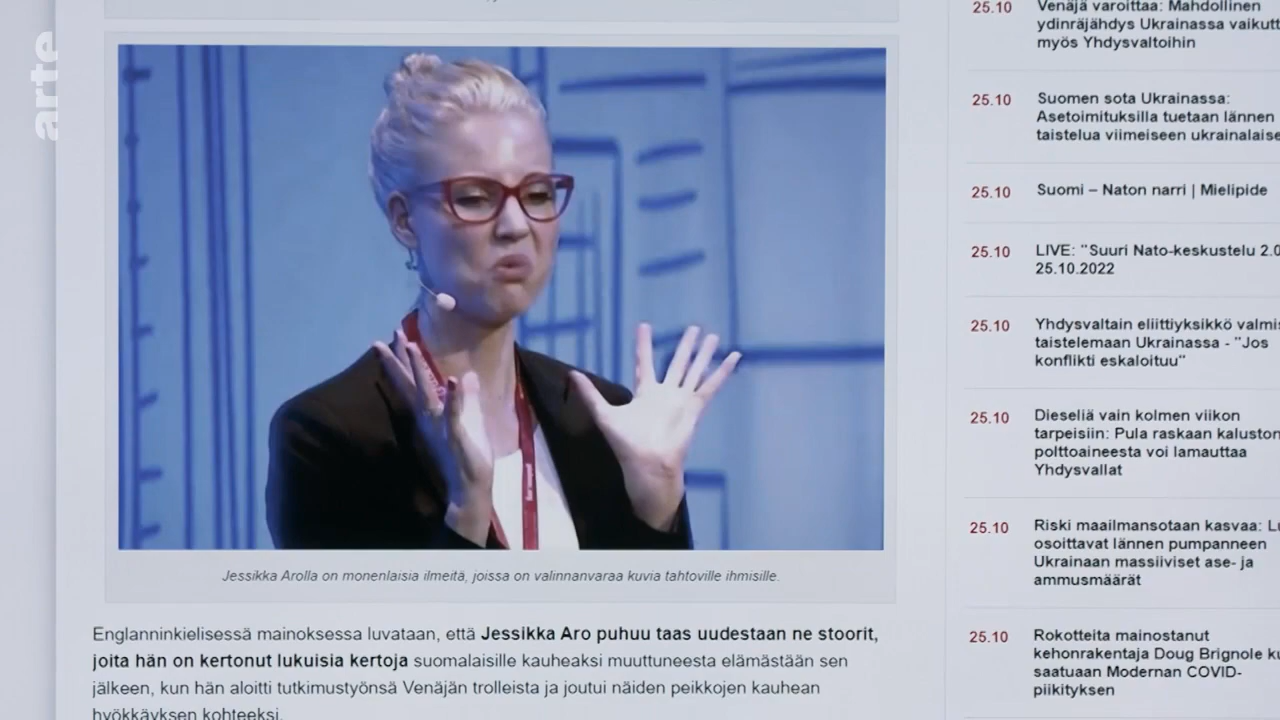 arte
Jessikka Arolla on monenlaisia ilmeitä, joissa on valinnanvaraa kuvia tahtoville ihmisille.
Englanninkielisessä mainoksessa luvataan, että Jessikka Aro puhuu taas uudestaan ne stoorit,
joita hän on kertonut lukuisia kertoja suomalaisille kauheaksi muuttuneesta elämästään sen
jälkeen, kun hän aloitti tutkimustyönsä Venäjän trolleista ja joutui näiden peikkojen kauhean
hyökkäyksen kohteeksi.
25.10 Venäjä varoittaa: Mahdollinen
ydinräjähdys Ukrainassa vaikutt
myös Yhdysvaltoihin
25.10 Suomen sota Ukrainassa:
Asetoimituksilla tuetaan lännen
taistelua viimeiseen ukrainalaise
25.10 Suomi – Naton narri | Mielipide
25.10 LIVE: "Suuri Nato-keskustelu 2.0
25.10.2022
25.10 Yhdysvaltain eliittiyksikkö valmis
taistelemaan Ukrainassa - "Jos
konflikti eskaloituu"
25.10 Dieseliä vain kolmen viikon
tarpeisiin: Pula raskaan kaluston
polttoaineesta voi lamauttaa
Yhdysvallat
25.10 Riski maailmansotaan kasvaa: Lu
osoittavat lännen pumpanneen
Ukrainaan massiiviset ase- ja
ammusmäärät
25.10 Rokotteita mainostanut
kehonrakentaja Doug Brignole ku
saatuaan Modernan COVID-
piikityksen